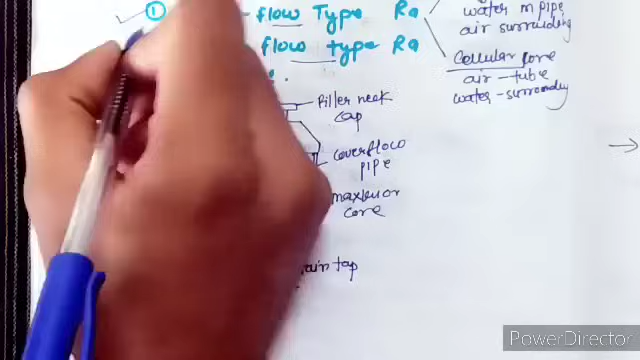 water in pipe
① - flow Type Ra
air surrounding
flow type Ra
Cellular Core
air - tube
water - surrounding
Filler neck
cap
overflow
pipe
core
tap
PowerDirector